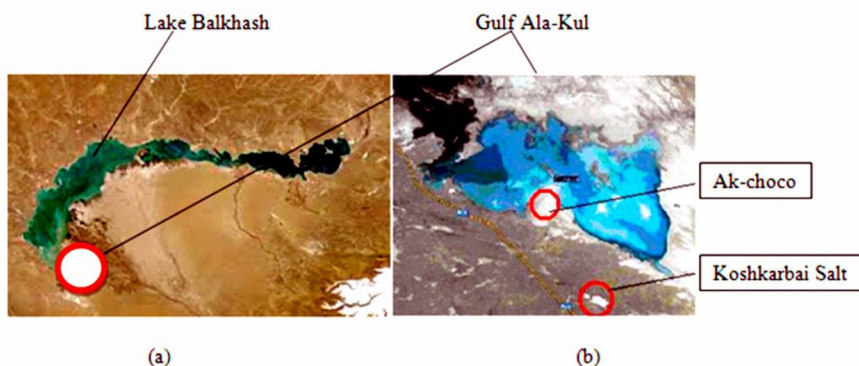 Lake Balkhash
Gulf Ala-Kul
Ak-choco
Koshkarbai Salt
(a)
(b)